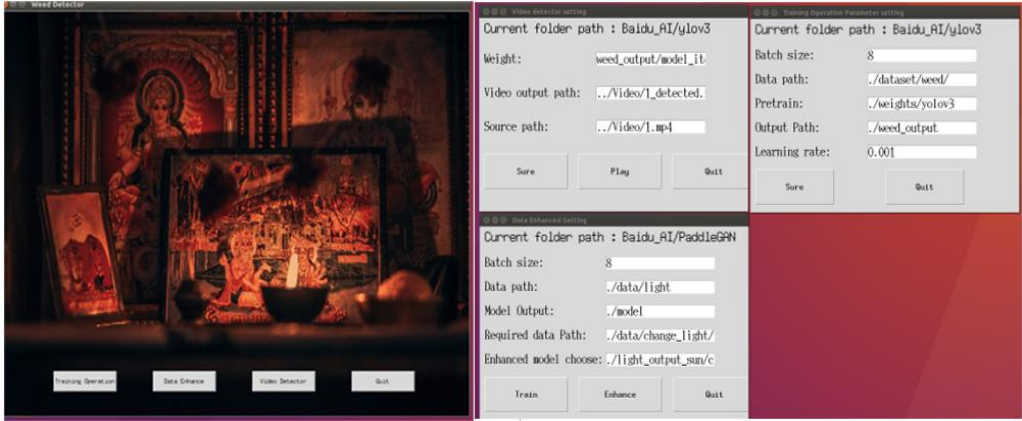 Weed Detector
Training Operation
Data Enhance
Video Detector
Quit
Video detector setting
Current folder path : Baidu_AI/ylov3
Weight: weed_output/model_it
Video output path: ../Video/1_detected.
Source path: ../Video/1.mp4
Sure Play Quit
Data Enhanced Setting
Current folder path : Baidu_AI/PaddleGAN
Batch size: 8
Data path: ./data/light
Model Output: ./model
Required data Path: ./data/change_light/
Enhanced model choose: ./light_output_sun/c
Train Enhance Quit
Training Operation Parameter setting
Current folder path : Baidu_AI/ylov3
Batch size: 8
Data path: ./dataset/weed/
Pretrain: ./weights/yolov3
Output Path: ./weed_output
Learning rate: 0.001
Sure Quit